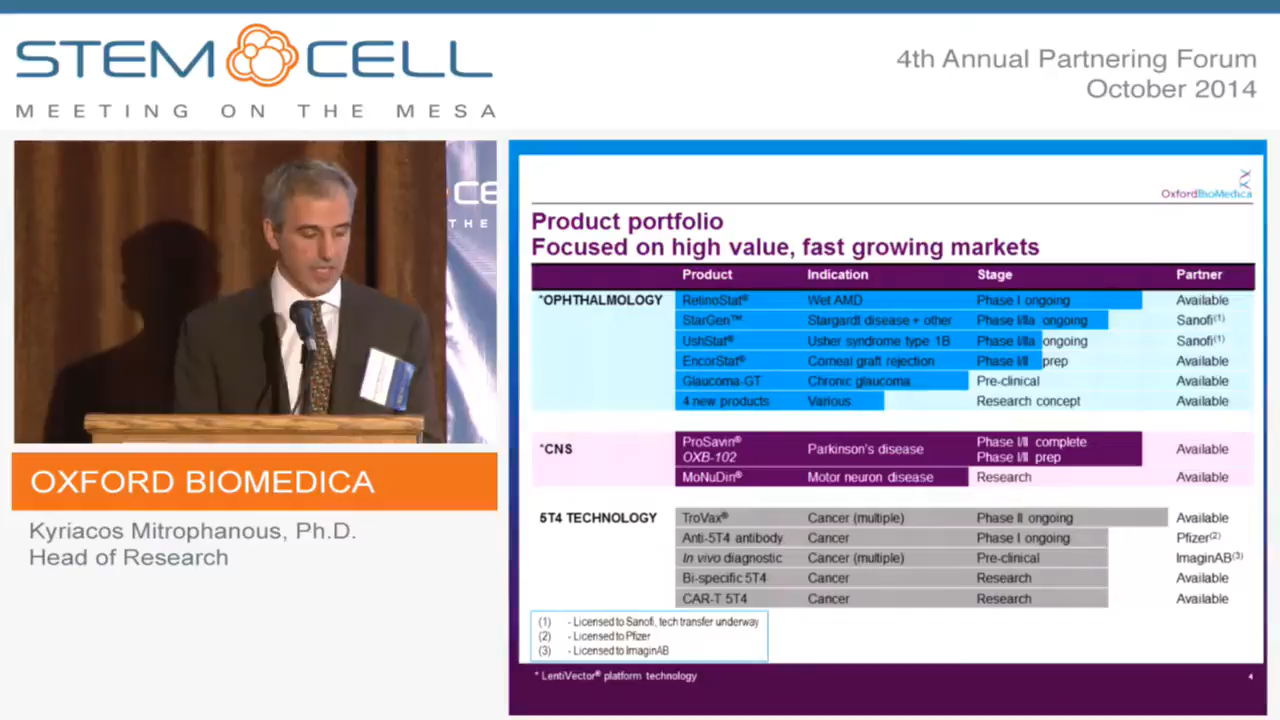 STEM CELL
MEETING ON THE MESA
4th Annual Partnering Forum
October 2014
CE
THE
OXFORD BIOMEDICA
Kyriacos Mitrophanous, Ph.D.
Head of Research
OxfordBioMedica
Product portfolio
Focused on high value, fast growing markets
Product Indication Stage Partner
*OPHTHALMOLOGY RetinoStat® Wet AMD Phase I ongoing Available
StarGen™ Stargardt disease + other Phase I/IIa ongoing Sanofi(1)
UshStat® Usher syndrome type 1B Phase I/IIa ongoing Sanofi(1)
EncorStat® Corneal graft rejection Phase I/II prep Available
Glaucoma-GT Chronic glaucoma Pre-clinical Available
4 new products Various Research concept Available
*CNS ProSavin® Parkinson's disease Phase I/II complete Available
OXB-102 Phase I/II prep
MoNuDin® Motor neuron disease Research Available
5T4 TECHNOLOGY TroVax® Cancer (multiple) Phase II ongoing Available
Anti-5T4 antibody Cancer Phase I ongoing Pfizer(2)
In vivo diagnostic Cancer (multiple) Pre-clinical ImaginAB(3)
Bi-specific 5T4 Cancer Research Available
CAR-T 5T4 Cancer Research Available
(1) - Licensed to Sanofi, tech transfer underway
(2) - Licensed to Pfizer
(3) - Licensed to ImaginAB
* LentiVector® platform technology
4